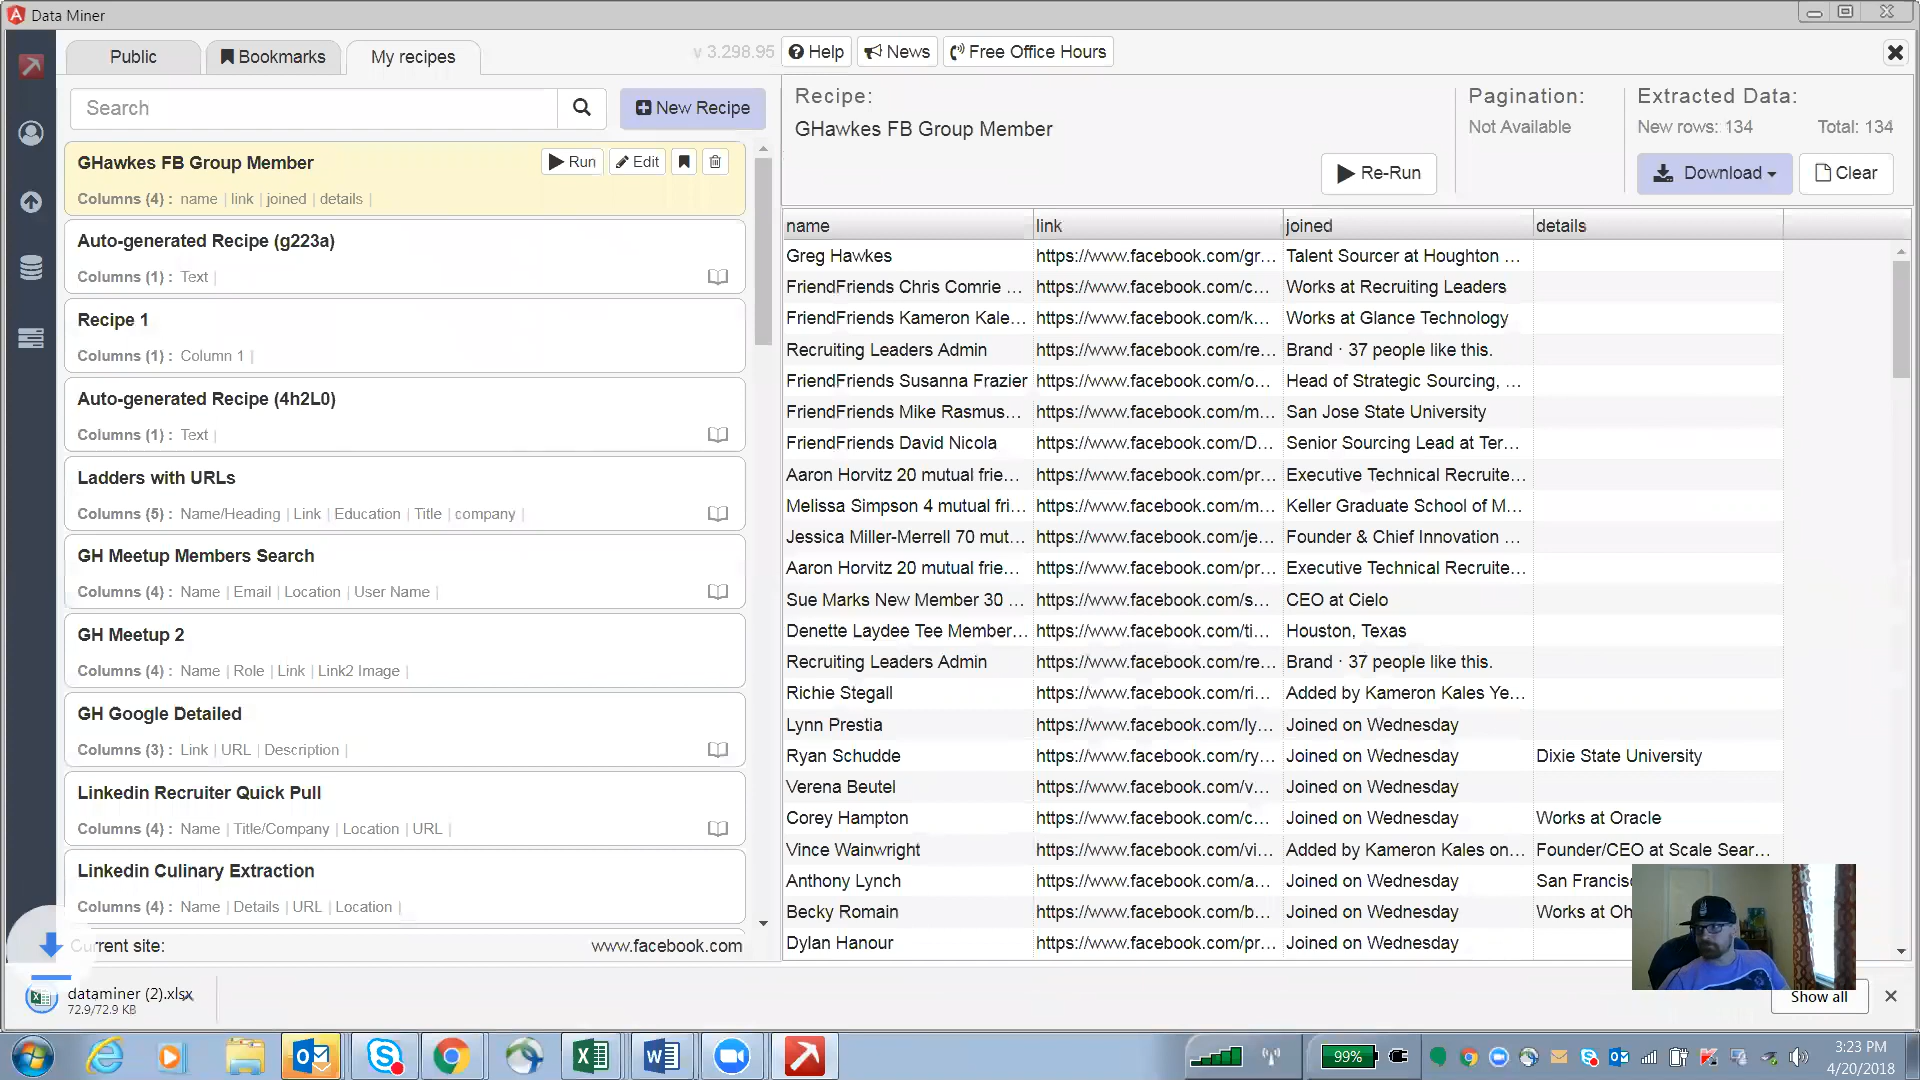 Data Miner
Public
Bookmarks
My recipes
v 3.298.95
Help
News
Free Office Hours
Search
New Recipe
GHawkes FB Group Member
Run
Edit
Columns (4) : name | link | joined | details |
Auto-generated Recipe (g223a)
Columns (1) : Text |
Recipe 1
Columns (1) : Column 1 |
Auto-generated Recipe (4h2L0)
Columns (1) : Text |
Ladders with URLs
Columns (5) : Name/Heading | Link | Education | Title | company |
GH Meetup Members Search
Columns (4) : Name | Email | Location | User Name |
GH Meetup 2
Columns (4) : Name | Role | Link | Link2 Image |
GH Google Detailed
Columns (3) : Link | URL | Description |
Linkedin Recruiter Quick Pull
Columns (4) : Name | Title/Company | Location | URL |
Linkedin Culinary Extraction
Columns (4) : Name | Details | URL | Location |
Current site: www.facebook.com
Recipe:
GHawkes FB Group Member
Re-Run
Pagination:
Not Available
Extracted Data:
New rows: 134 Total: 134
Download
Clear
name link joined details
Greg Hawkes https://www.facebook.com/gr... Talent Sourcer at Houghton ...
FriendFriends Chris Comrie ... https://www.facebook.com/c... Works at Recruiting Leaders
FriendFriends Kameron Kale... https://www.facebook.com/k... Works at Glance Technology
Recruiting Leaders Admin https://www.facebook.com/re... Brand · 37 people like this.
FriendFriends Susanna Frazier https://www.facebook.com/o... Head of Strategic Sourcing, ...
FriendFriends Mike Rasmus... https://www.facebook.com/m... San Jose State University
FriendFriends David Nicola https://www.facebook.com/D... Senior Sourcing Lead at Ter...
Aaron Horvitz 20 mutual frie... https://www.facebook.com/pr... Executive Technical Recruite...
Melissa Simpson 4 mutual fri... https://www.facebook.com/m... Keller Graduate School of M...
Jessica Miller-Merrell 70 mut... https://www.facebook.com/je... Founder & Chief Innovation ...
Aaron Horvitz 20 mutual frie... https://www.facebook.com/pr... Executive Technical Recruite...
Sue Marks New Member 30 ... https://www.facebook.com/s... CEO at Cielo
Denette Laydee Tee Member... https://www.facebook.com/ti... Houston, Texas
Recruiting Leaders Admin https://www.facebook.com/re... Brand · 37 people like this.
Richie Stegall https://www.facebook.com/ri... Added by Kameron Kales Ye...
Lynn Prestia https://www.facebook.com/ly... Joined on Wednesday
Ryan Schudde https://www.facebook.com/ry... Joined on Wednesday Dixie State University
Verena Beutel https://www.facebook.com/v... Joined on Wednesday
Corey Hampton https://www.facebook.com/c... Joined on Wednesday Works at Oracle
Vince Wainwright https://www.facebook.com/vi... Added by Kameron Kales on... Founder/CEO at Scale Sear...
Anthony Lynch https://www.facebook.com/a... Joined on Wednesday San Francis
Becky Romain https://www.facebook.com/b... Joined on Wednesday Works at Oh
Dylan Hanour https://www.facebook.com/pr... Joined on Wednesday
dataminer (2).xlsx
72.9/72.9 KB
Show all
99%
3:23 PM
4/20/2018